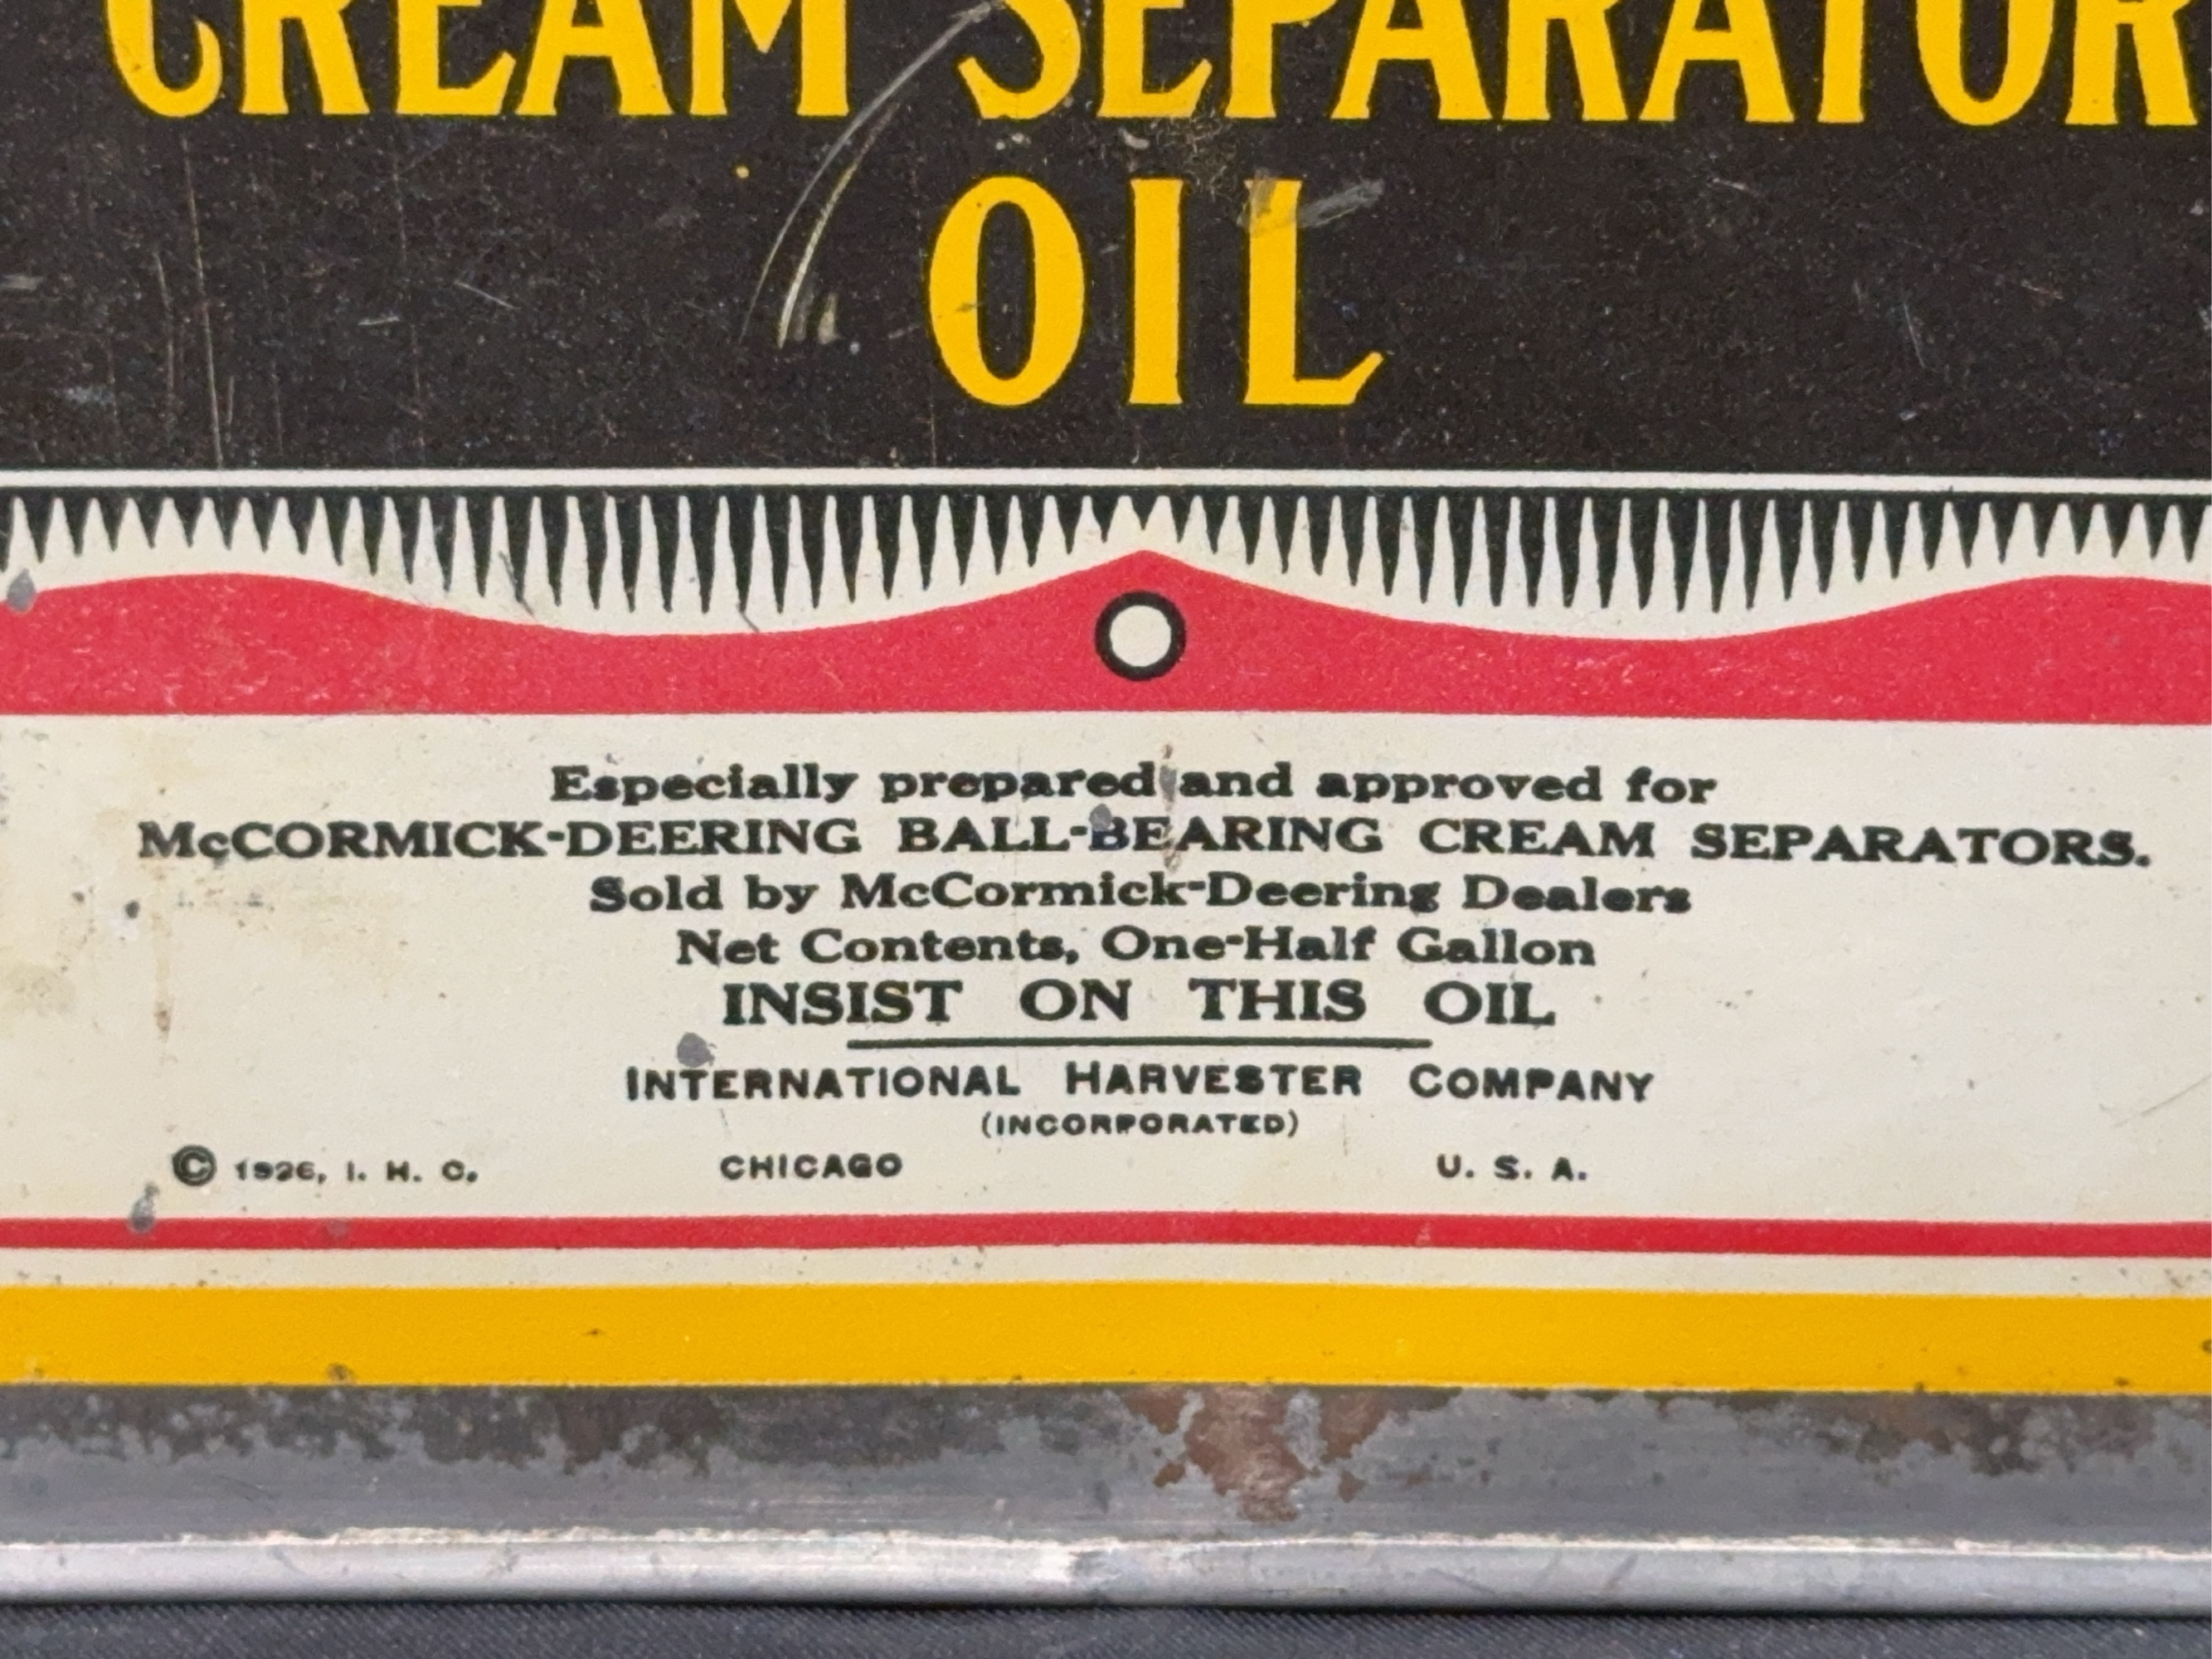 CREAM SEPARATOR
OIL
Especially prepared and approved for
McCORMICK-DEERING BALL-BEARING CREAM SEPARATORS.
Sold by McCormick-Deering Dealers
Net Contents, One-Half Gallon
INSIST ON THIS OIL
INTERNATIONAL HARVESTER COMPANY
(INCORPORATED)
© 1926, I. H. C. CHICAGO U. S. A.